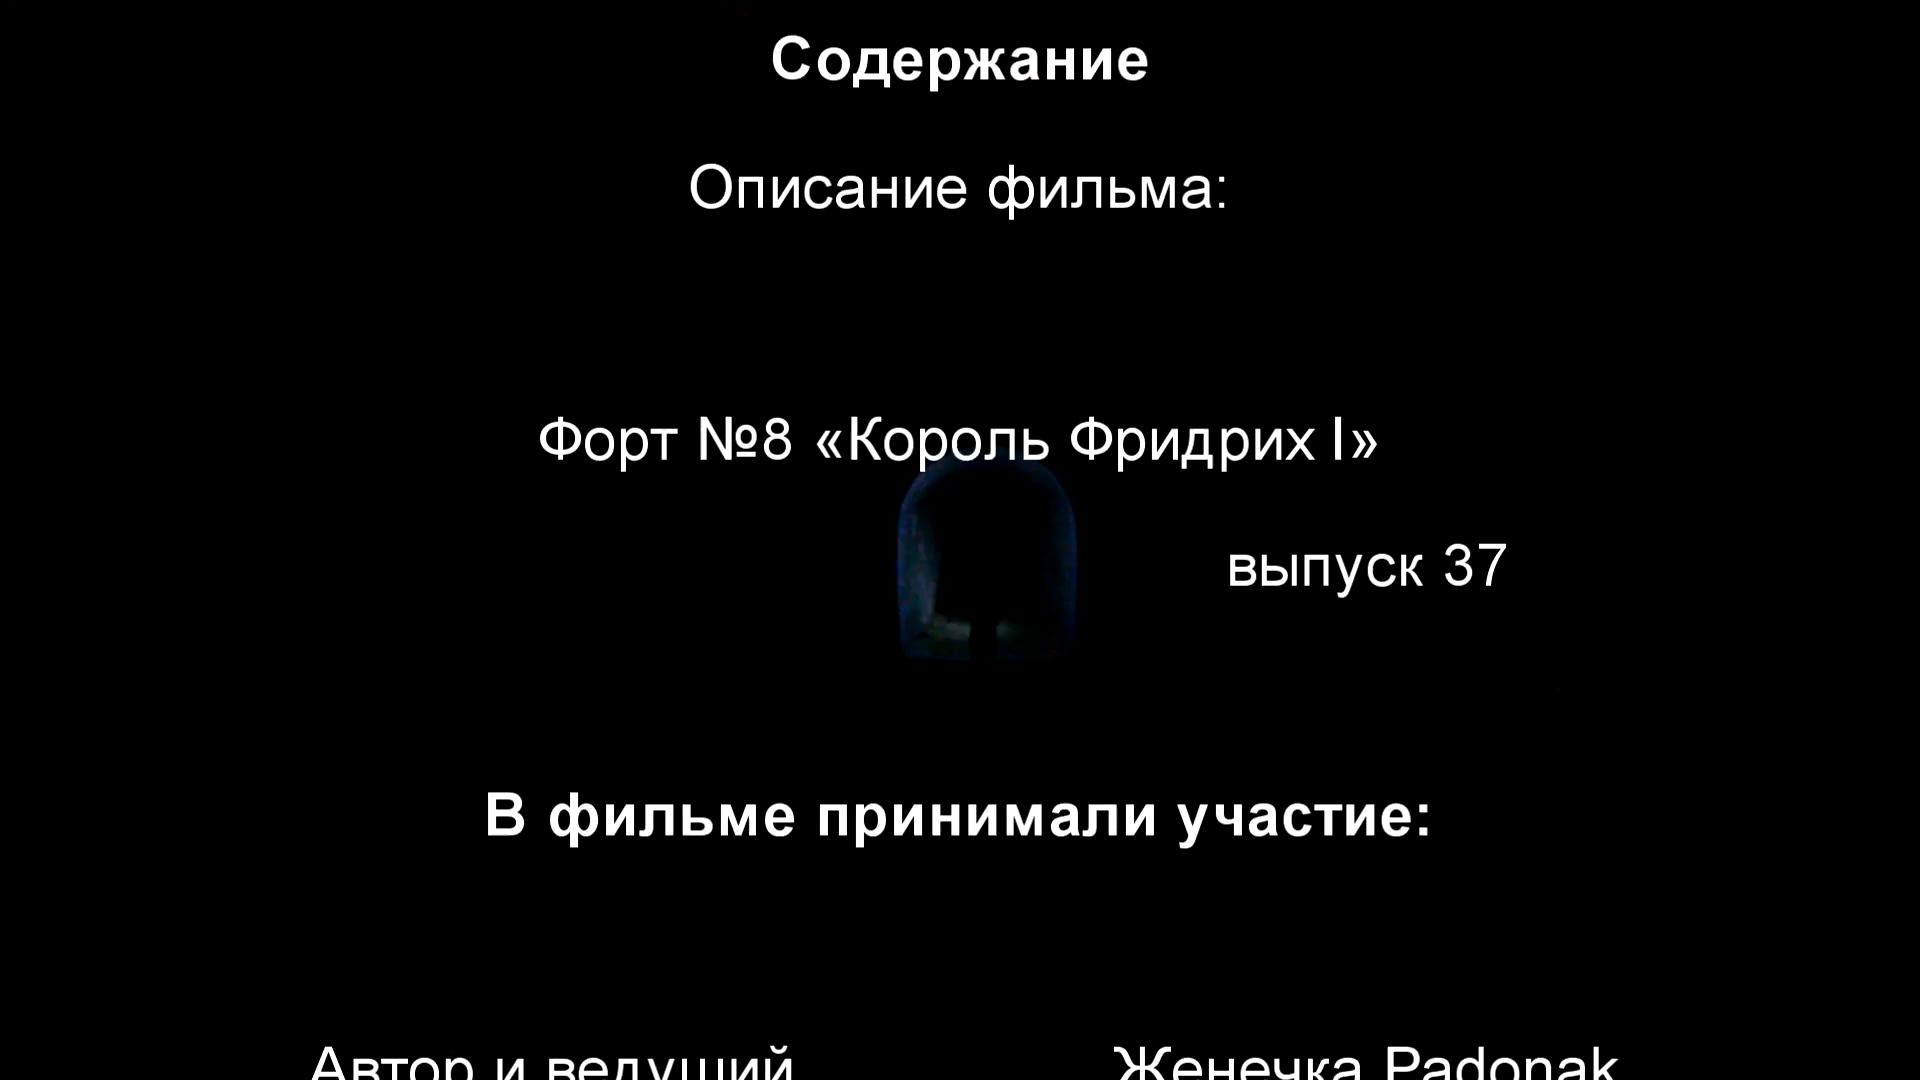 Содержание
Описание фильма:
Форт №8 «Король Фридрих I»
выпуск 37
В фильме принимали участие:
Автор и ведущий Женечка Padonak